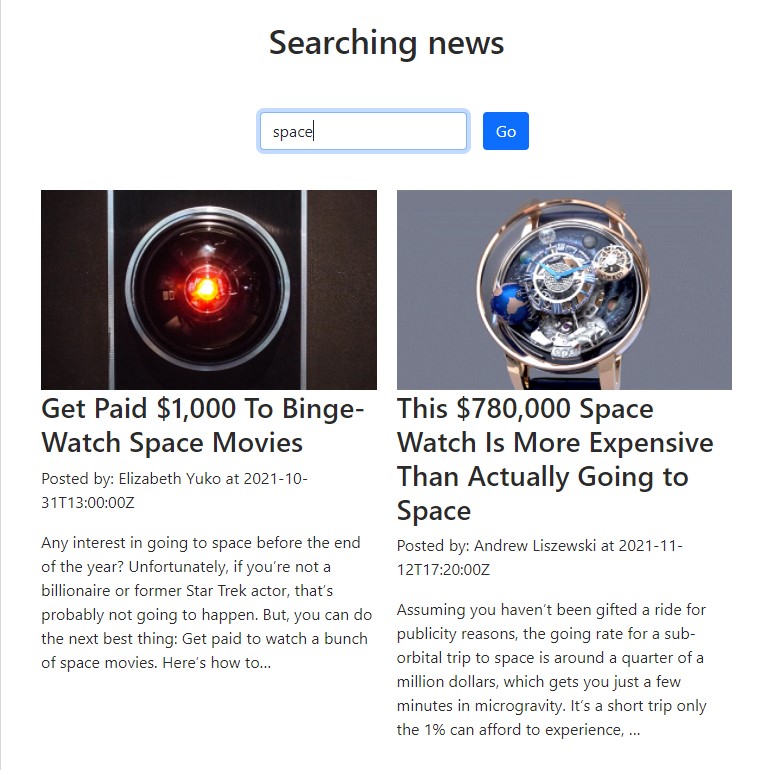 Searching news
space
Go
Get Paid $1,000 To Binge-
Watch Space Movies
Posted by: Elizabeth Yuko at 2021-10-
31T13:00:00Z
Any interest in going to space before the end
of the year? Unfortunately, if you’re not a
billionaire or former Star Trek actor, that’s
probably not going to happen. But, you can do
the next best thing: Get paid to watch a bunch
of space movies. Here’s how to…
This $780,000 Space
Watch Is More Expensive
Than Actually Going to
Space
Posted by: Andrew Liszewski at 2021-11-
12T17:20:00Z
Assuming you haven’t been gifted a ride for
publicity reasons, the going rate for a sub-
orbital trip to space is around a quarter of a
million dollars, which gets you just a few
minutes in microgravity. It’s a short trip only
the 1% can afford to experience, …